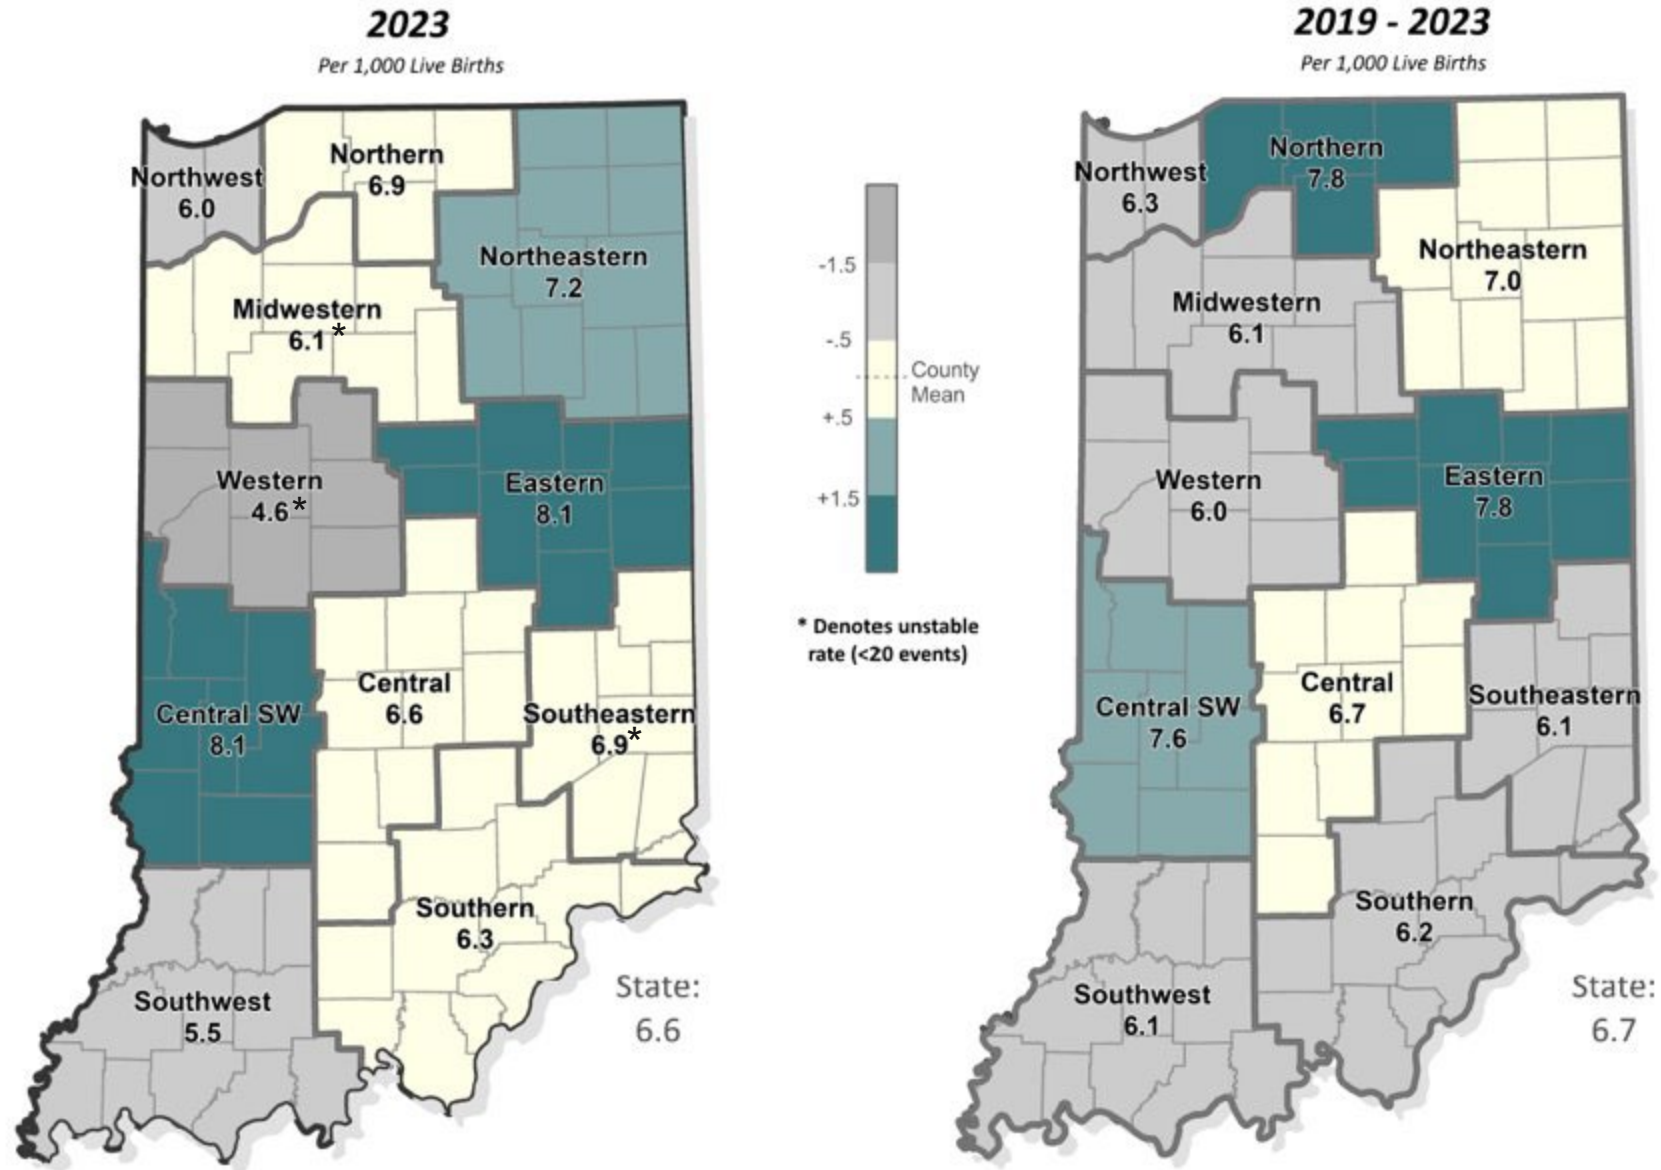 2023
Per 1,000 Live Births
Northwest
6.0
Northern
6.9
Northeastern
7.2
Midwestern
6.1*
Western
4.6*
Eastern
8.1
Central SW
8.1
Central
6.6
Southeastern
6.9*
Southern
6.3
Southwest
5.5
State:
6.6
-1.5
-.5
County
Mean
+.5
+1.5
* Denotes unstable
rate (<20 events)
2019 - 2023
Per 1,000 Live Births
Northwest
6.3
Northern
7.8
Northeastern
7.0
Midwestern
6.1
Western
6.0
Eastern
7.8
Central SW
7.6
Central
6.7
Southeastern
6.1
Southern
6.2
Southwest
6.1
State:
6.7